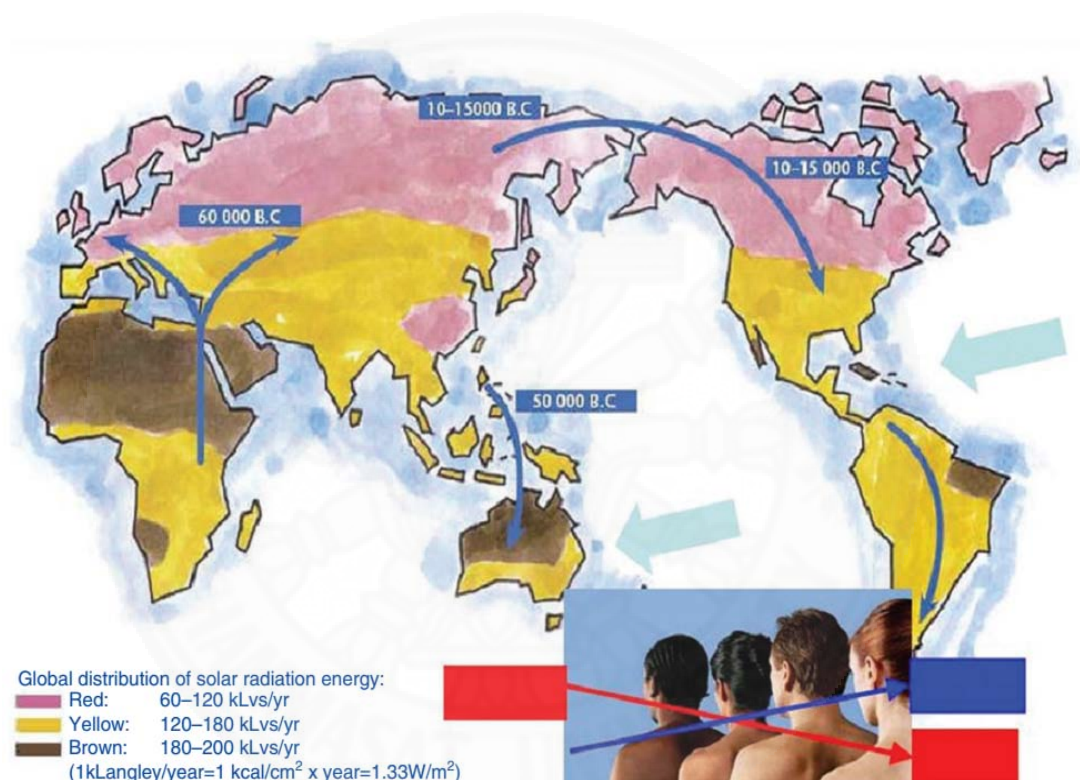 10–15000 B.C
10–15 000 B.C
60 000 B.C
50 000 B.C
Global distribution of solar radiation energy:
Red: 60–120 kLvs/yr
Yellow: 120–180 kLvs/yr
Brown: 180–200 kLvs/yr
(1kLangley/year=1 kcal/cm² x year=1.33W/m²)